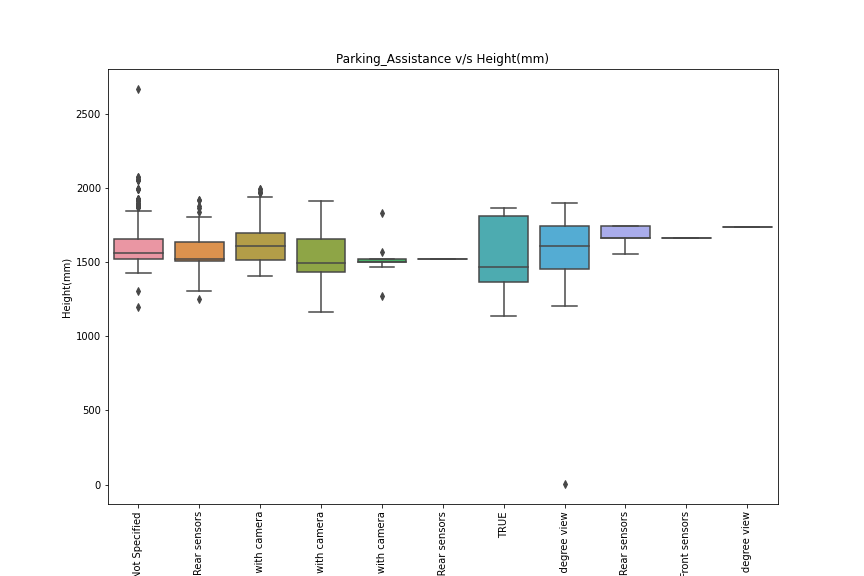 Parking_Assistance v/s Height(mm)
Height(mm)
2500
2000
1500
1000
500
0
Not Specified
Rear sensors
with camera
with camera
with camera
Rear sensors
TRUE
degree view
Rear sensors
Front sensors
degree view